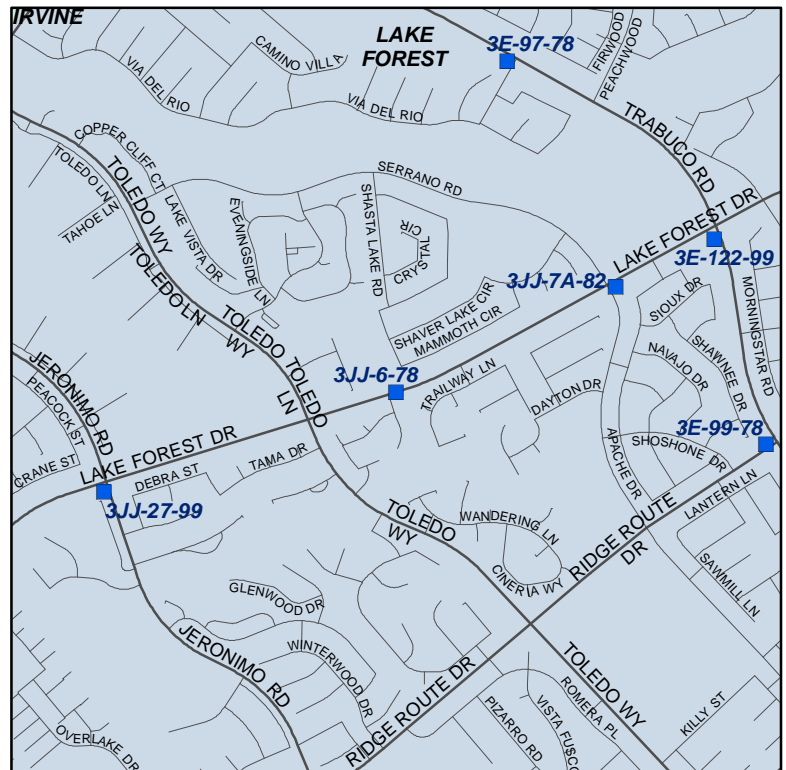 IRVINE
LAKE
FOREST
3E-97-78
CAMINO VILLA
FIRWOOD
PEACHWOOD
VIA DEL RIO
VIA DEL RIO
TRABUCO RD
COPPER CLIFF CT
TOLEDO LN
TOLEDO WY
TAHOE LN
LAKE VISTA DR
EVENINGSIDE LN
SERRANO RD
SHASTA LAKE RD
CRYSTAL
CIR
LAKE FOREST DR
3E-122-99
3JJ-7A-82
TOLEDO LN
WY
TOLEDO
TOLEDO
LN
SHAVER LAKE CIR
MAMMOTH CIR
SIOUX DR
MORNINGSTAR RD
NAVAJO DR
SHAWNEE DR
3JJ-6-78
TRAILWAY LN
DAYTON DR
JERONIMO RD
PEACOCK ST
CRANE ST
LAKE FOREST DR
DEBRA ST
TAMA DR
3E-99-78
SHOSHONE DR
APACHE DR
LANTERN LN
3JJ-27-99
TOLEDO
WY
WANDERING LN
CINERIA WY
RIDGE ROUTE
DR
SAWMILL LN
GLENWOOD DR
WINTERWOOD DR
JERONIMO RD
RIDGE ROUTE DR
TOLEDO WY
ROMERA PL
VISTA FUSCO
PIZARRO RD
KILLY ST
OVERLAKE DR